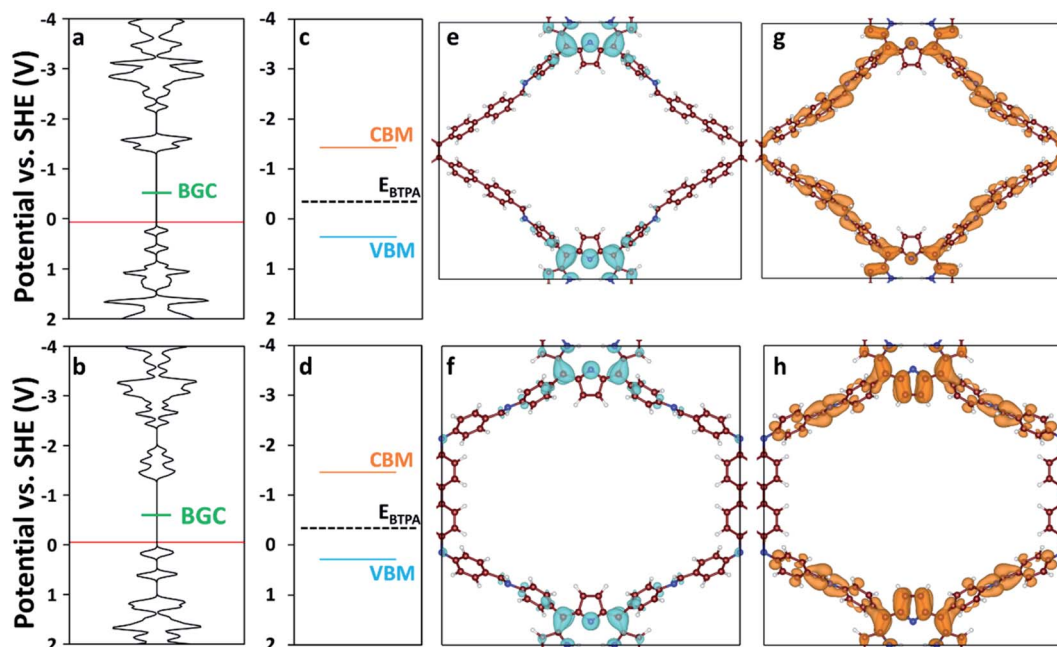 a
c
e
g
Potential vs. SHE (V)
-4
-3
-2
-1
0
1
2
BGC
-4
-3
-2
-1
0
1
2
CBM
E_BTPA
VBM
b
d
f
h
Potential vs. SHE (V)
-4
-3
-2
-1
0
1
2
BGC
-4
-3
-2
-1
0
1
2
CBM
E_BTPA
VBM